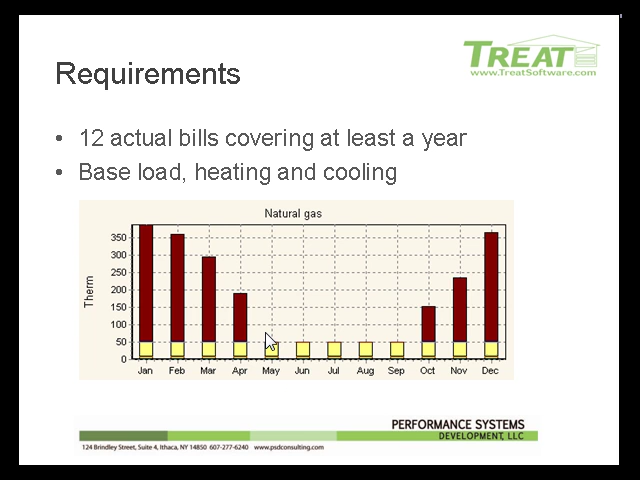 TREAT
www.TreatSoftware.com
Requirements
• 12 actual bills covering at least a year
• Base load, heating and cooling
Natural gas
Therm
350
300
250
200
150
100
50
0
Jan Feb Mar Apr May Jun Jul Aug Sep Oct Nov Dec
PERFORMANCE SYSTEMS
DEVELOPMENT, LLC
124 Brindley Street, Suite 4, Ithaca, NY 14850 607-277-6240 www.psdconsulting.com